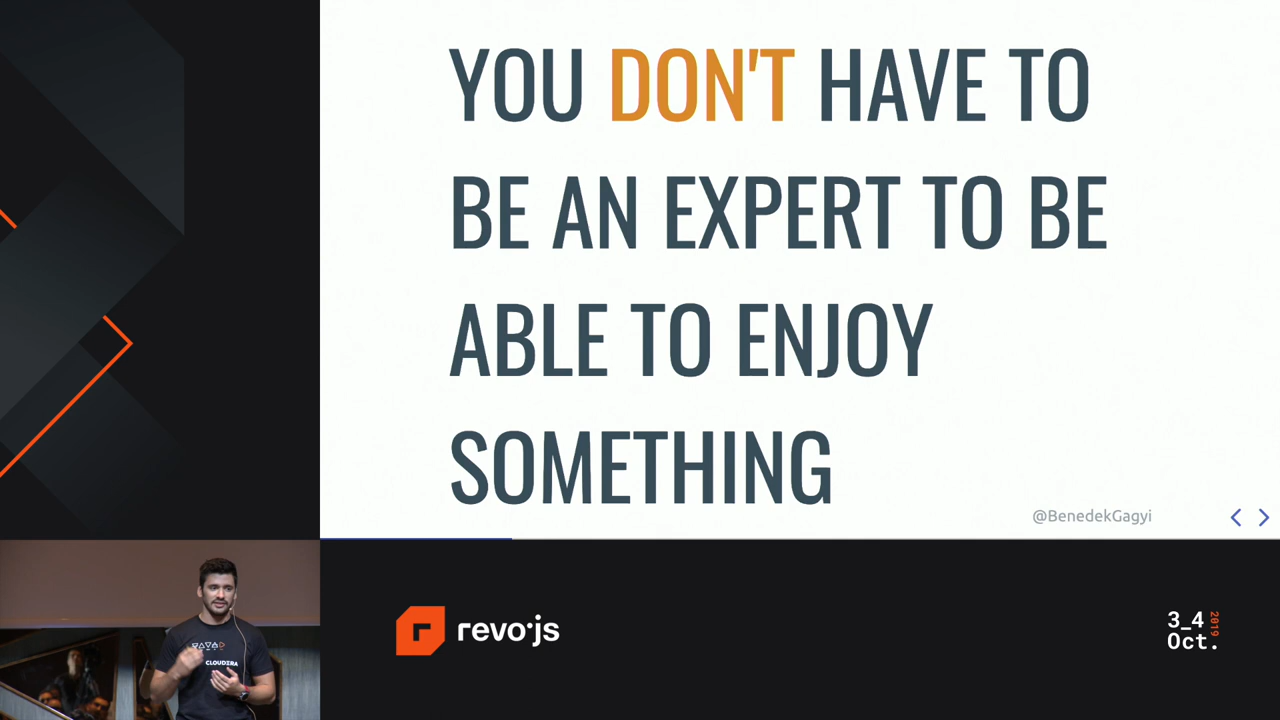 YOU DON'T HAVE TO
BE AN EXPERT TO BE
ABLE TO ENJOY
SOMETHING
@BenedekGagyi
CLOUDERA
r revo·js
3_4
Oct.
2019